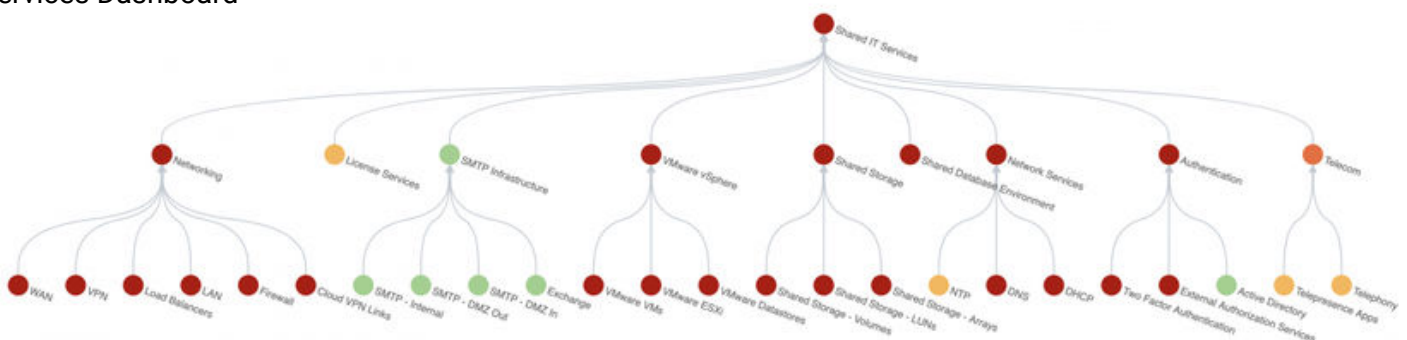 ervices Dashboard
Shared IT Services
Networking
License Services
SMTP Infrastructure
VMware vSphere
Shared Storage
Shared Database Environment
Network Services
Authentication
Telecom
WAN
VPN
Load Balancers
LAN
Firewall
Cloud VPN Links
SMTP - Internal
SMTP - DMZ Out
SMTP - DMZ In
Exchange
VMware VMs
VMware ESXi
VMware Datastores
Shared Storage - Volumes
Shared Storage - LUNs
Shared Storage - Arrays
NTP
DNS
DHCP
Two Factor Authentication
External Authorization Services
Active Directory
Telepresence Apps
Telephony